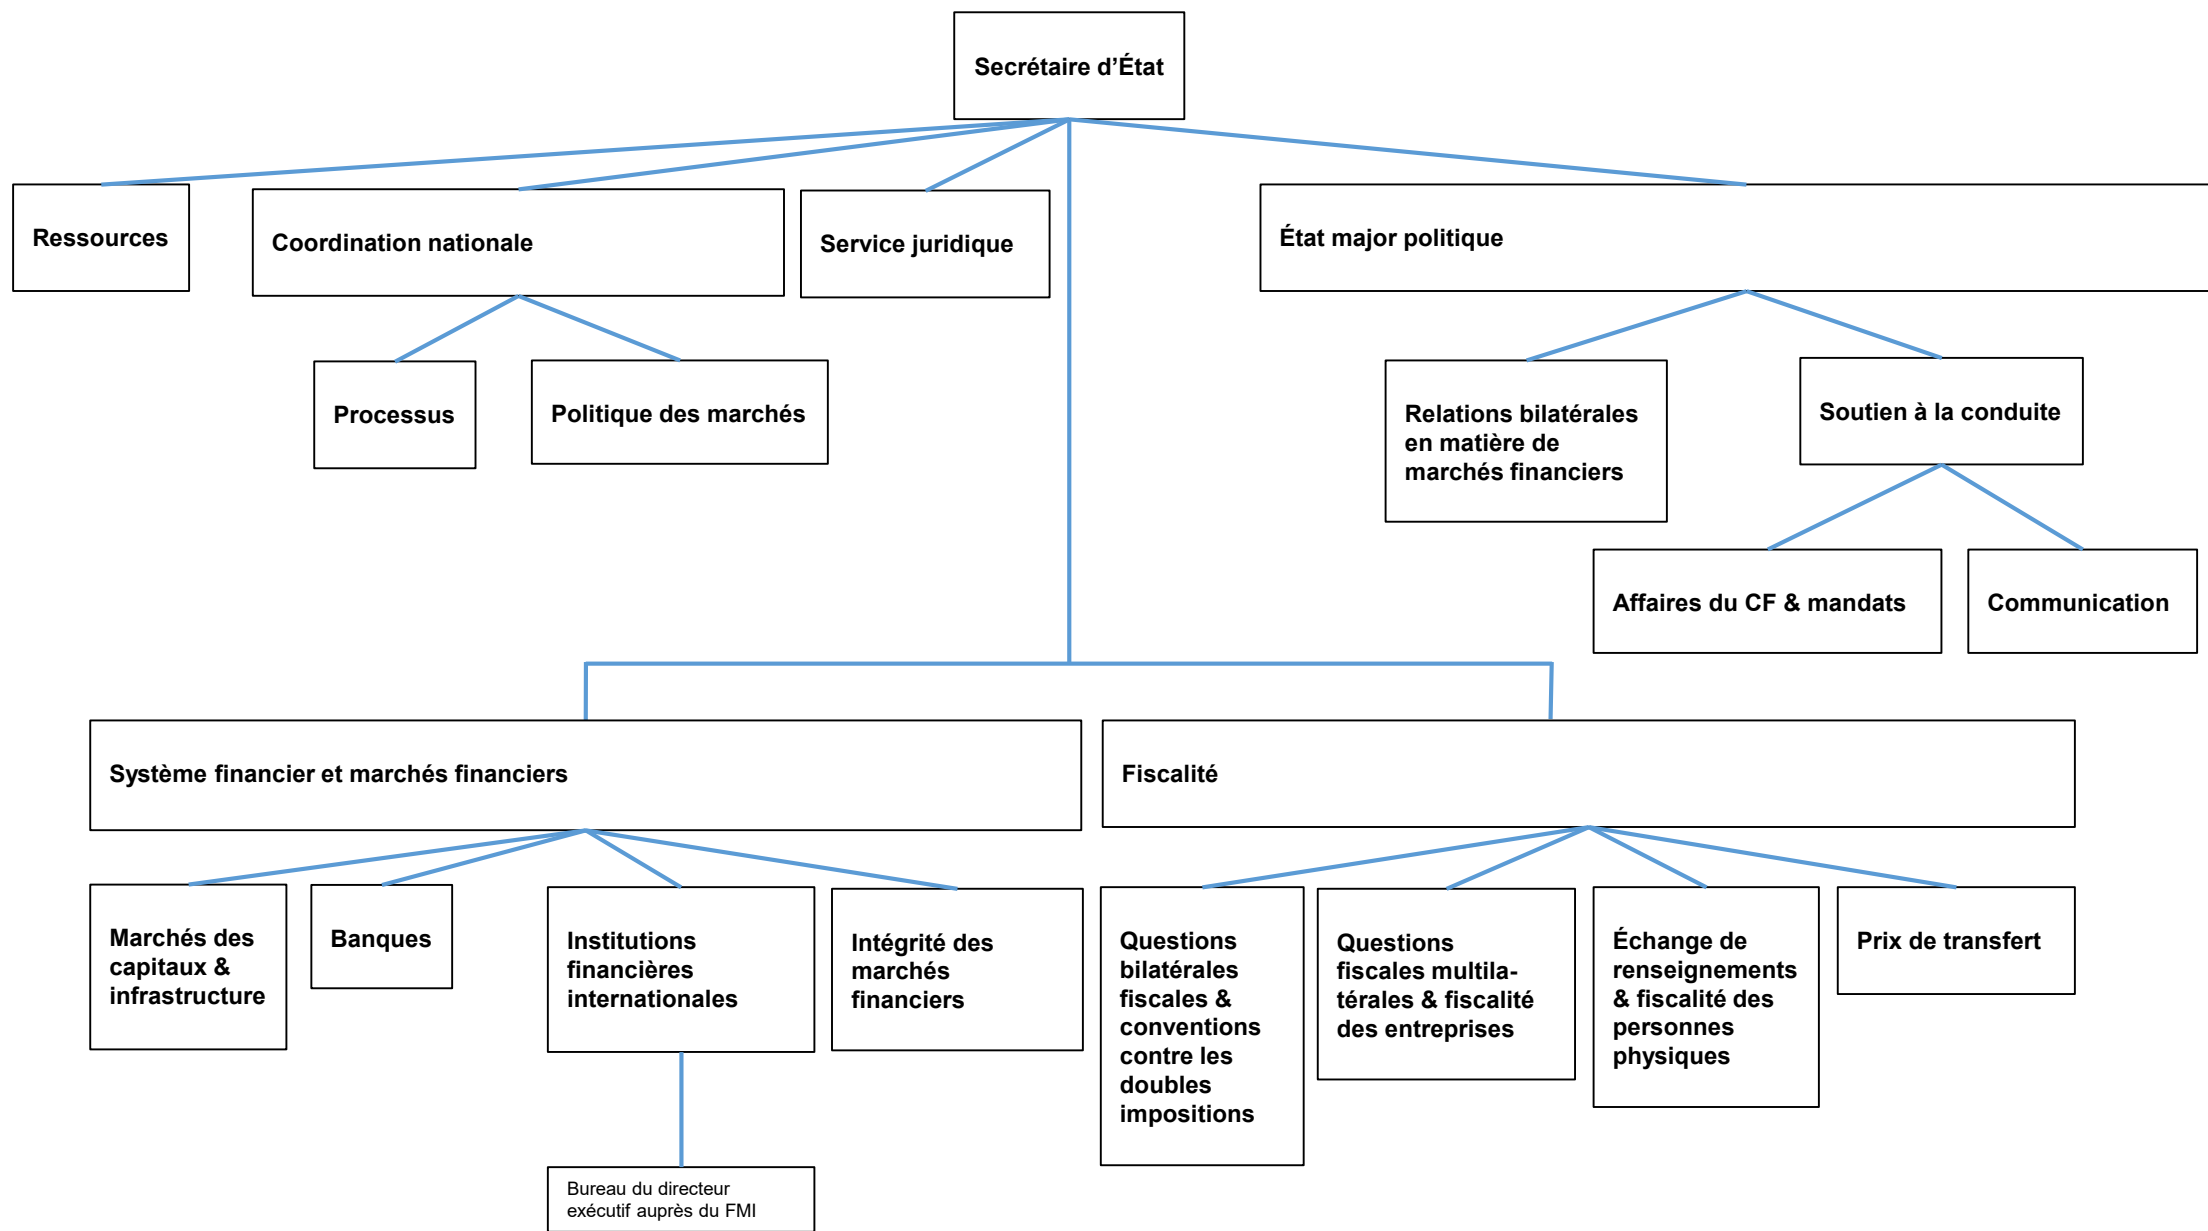 Secrétaire d’État
Ressources
Coordination nationale
Service juridique
État major politique
Processus
Politique des marchés
Relations bilatérales
en matière de
marchés financiers
Soutien à la conduite
Affaires du CF & mandats
Communication
Système financier et marchés financiers
Fiscalité
Marchés des
capitaux &
infrastructure
Banques
Institutions
financières
internationales
Intégrité des
marchés
financiers
Questions
bilatérales
fiscales &
conventions
contre les
doubles
impositions
Questions
fiscales multila-
térales & fiscalité
des entreprises
Échange de
renseignements
& fiscalité des
personnes
physiques
Prix de transfert
Bureau du directeur
exécutif auprès du FMI